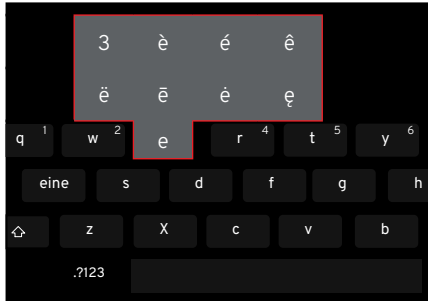 3 è é ê
ë ē ė ę
q 1 w 2 e r 4 t 5 y 6
eine s d f g h
z X c v b
.?123